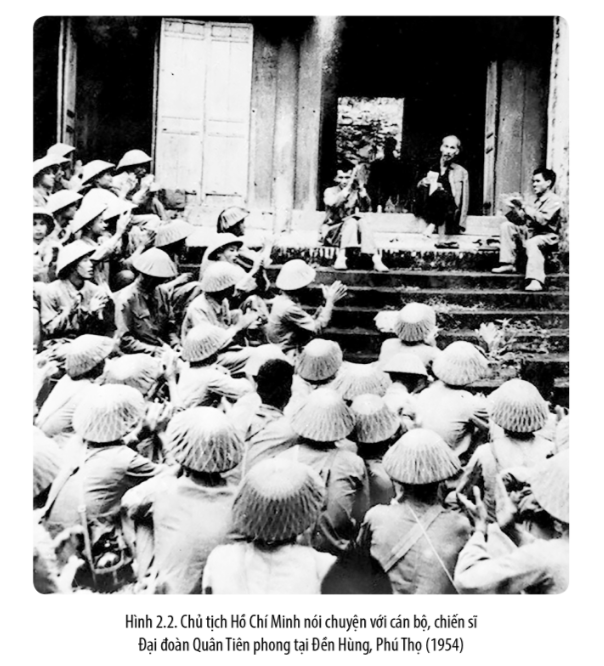 Hình 2.2. Chủ tịch Hồ Chí Minh nói chuyện với cán bộ, chiến sĩ
Đại đoàn Quân Tiên phong tại Đền Hùng, Phú Thọ (1954)